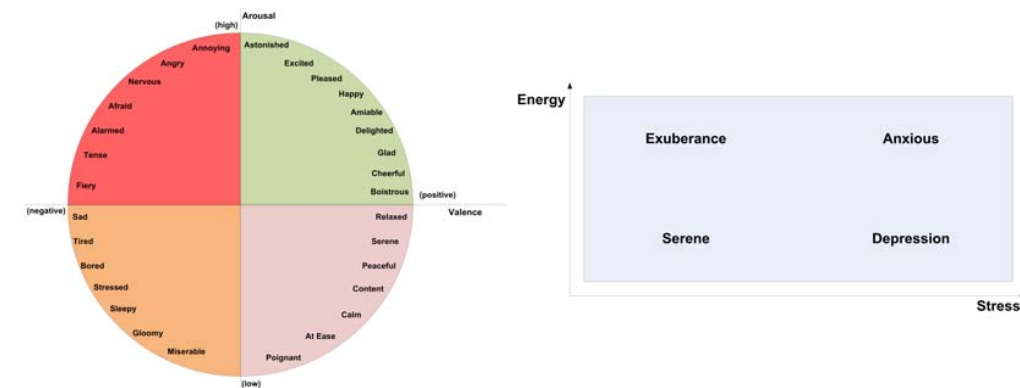 Arousal
(high)
Annoying
Astonished
Angry
Excited
Nervous
Pleased
Happy
Afraid
Amiable
Alarmed
Delighted
Tense
Glad
Cheerful
Fiery
Boistrous
(positive)
(negative)
Valence
Sad
Relaxed
Tired
Serene
Bored
Peaceful
Stressed
Content
Sleepy
Calm
Gloomy
At Ease
Miserable
Poignant
(low)
Energy
Exuberance
Anxious
Serene
Depression
Stress